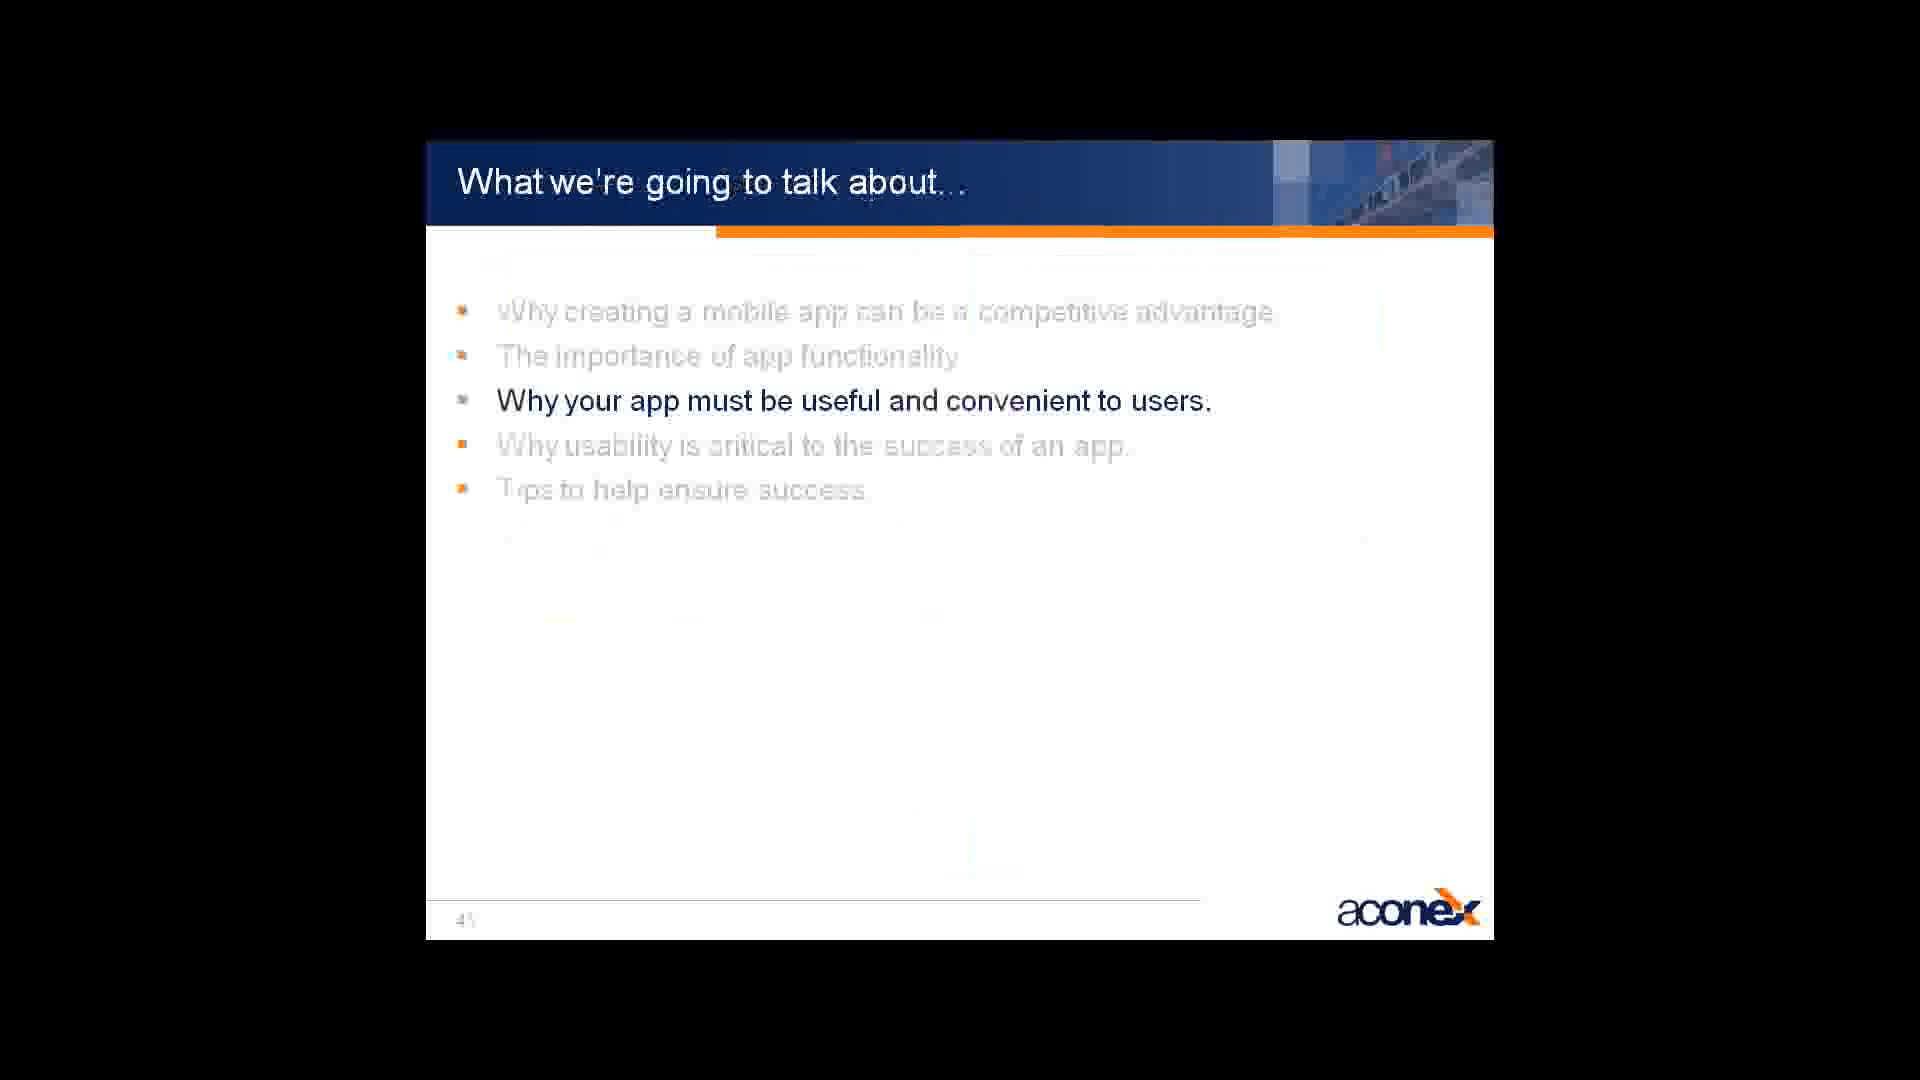 What we're going to talk about...
Why creating a mobile app can be a competitive advantage
The importance of app functionality
Why your app must be useful and convenient to users.
Why usability is critical to the success of an app.
Tips to help ensure success.
aconex